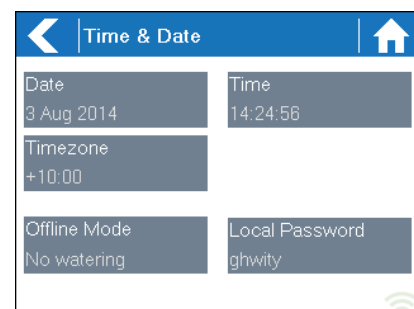 Time & Date
Date
3 Aug 2014
Time
14:24:56
Timezone
+10:00
Offline Mode
No watering
Local Password
ghwity